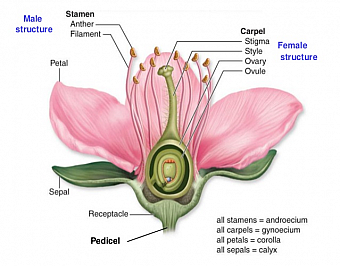 Male
structure
Stamen
Anther
Filament
Carpel
Stigma
Style
Ovary
Ovule
Female
structure
Petal
Sepal
Receptacle
Pedicel
all stamens = androecium
all carpels = gynoecium
all petals = corolla
all sepals = calyx